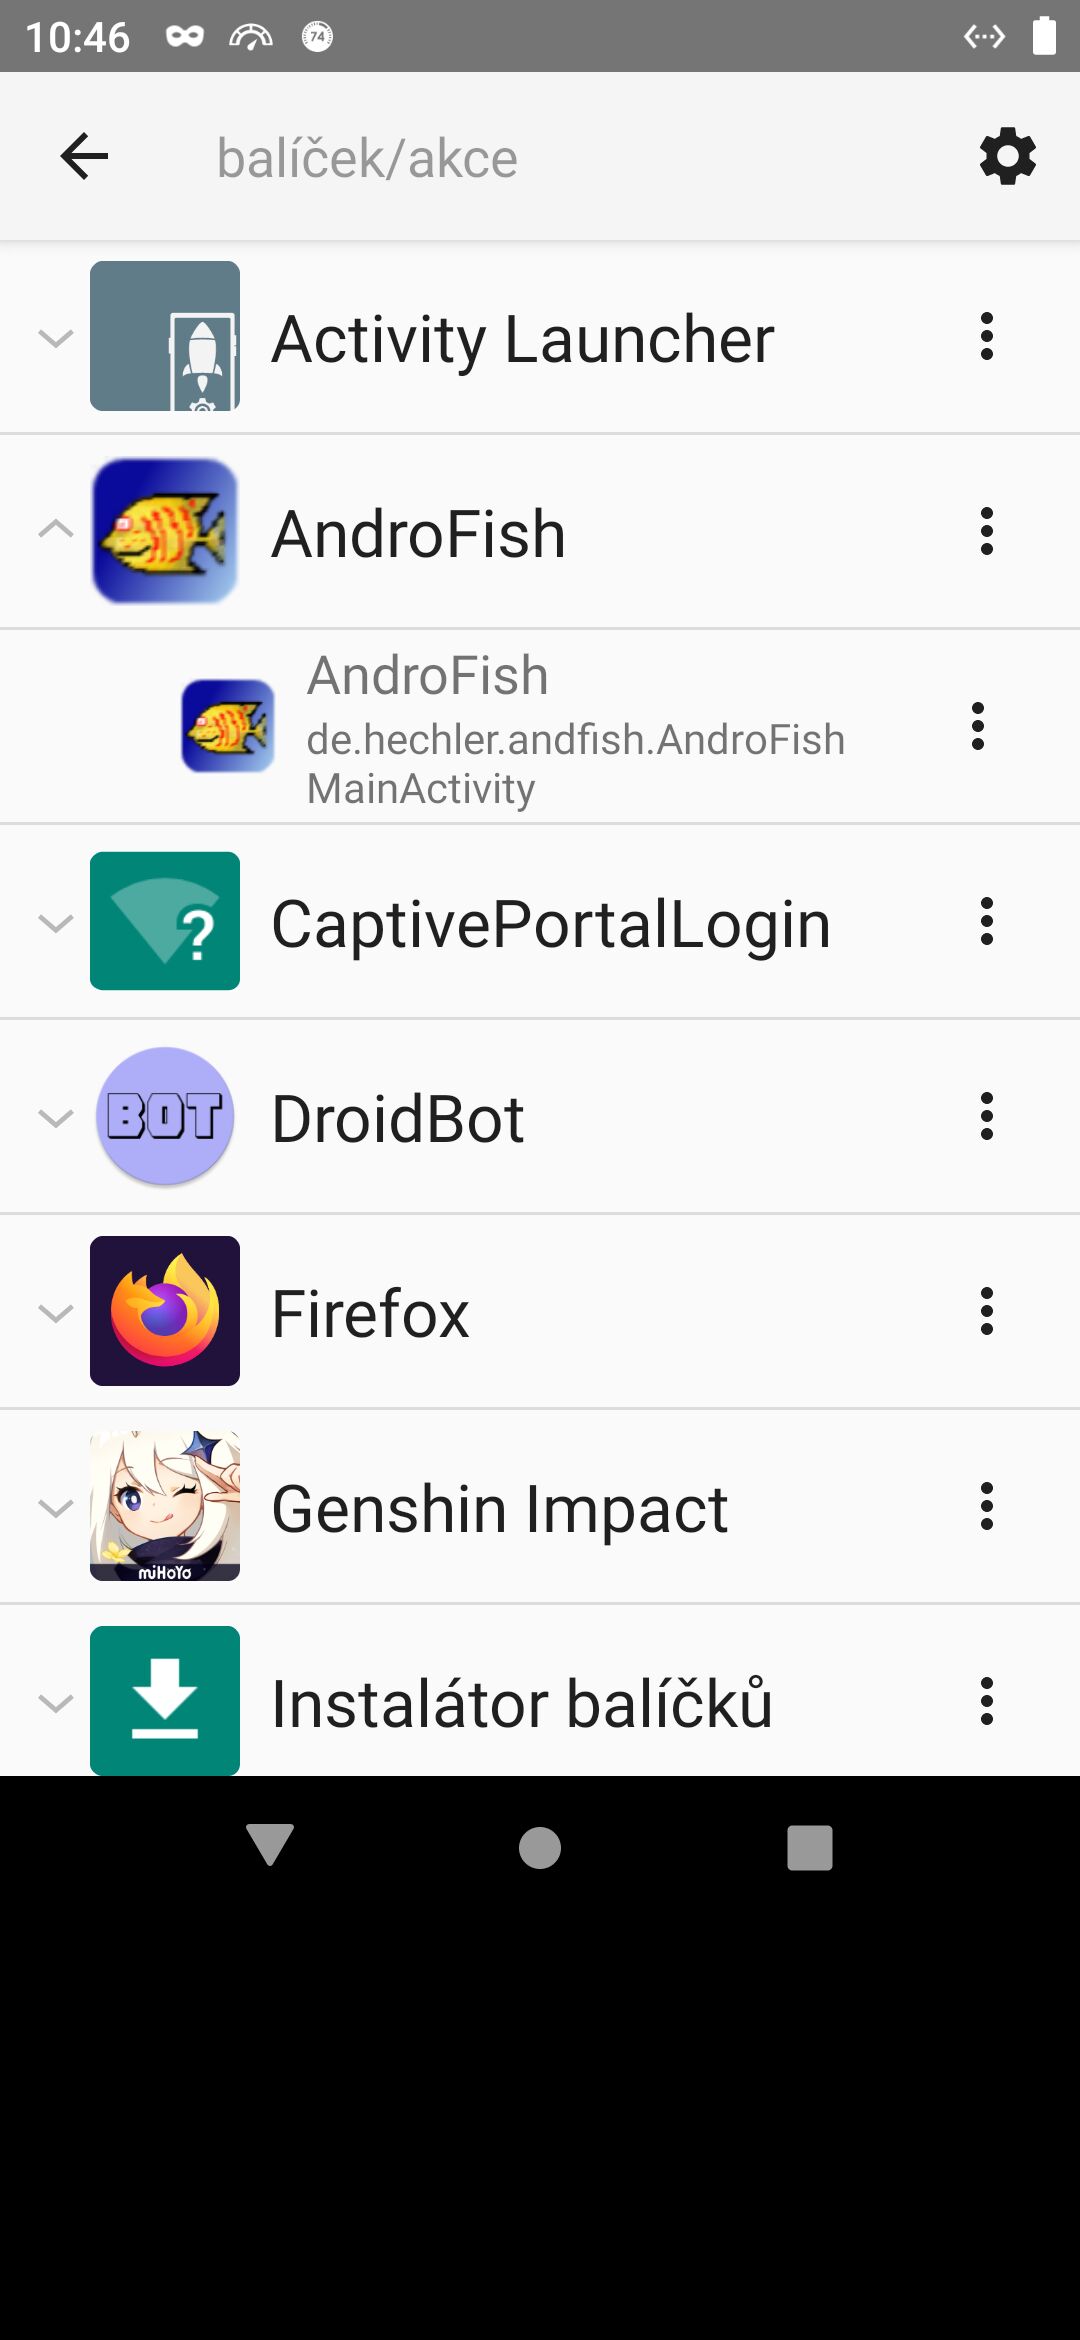 10:46
74
balíček/akce
Activity Launcher
AndroFish
AndroFish
de.hechler.andfish.AndroFish
MainActivity
CaptivePortalLogin
?
BOT
DroidBot
Firefox
miHoYo
Genshin Impact
Instalátor balíčků